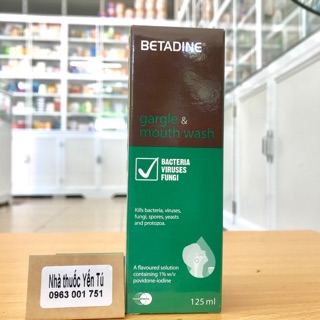 BETADINE®
gargle &
mouth wash
BACTERIA
VIRUSES
FUNGI
Kills bacteria, viruses,
fungi, spores, yeasts
and protozoa.
A flavoured solution
containing 1% w/v
povidone-iodine
125 ml
Nhà thuốc Yến Tú
0963 001 751